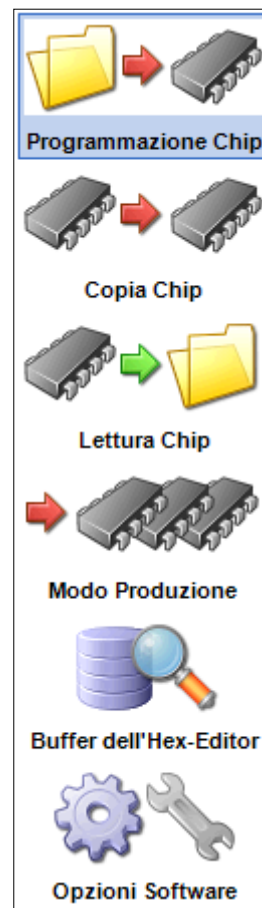 Programmazione Chip
Copia Chip
Lettura Chip
Modo Produzione
Buffer dell'Hex-Editor
Opzioni Software